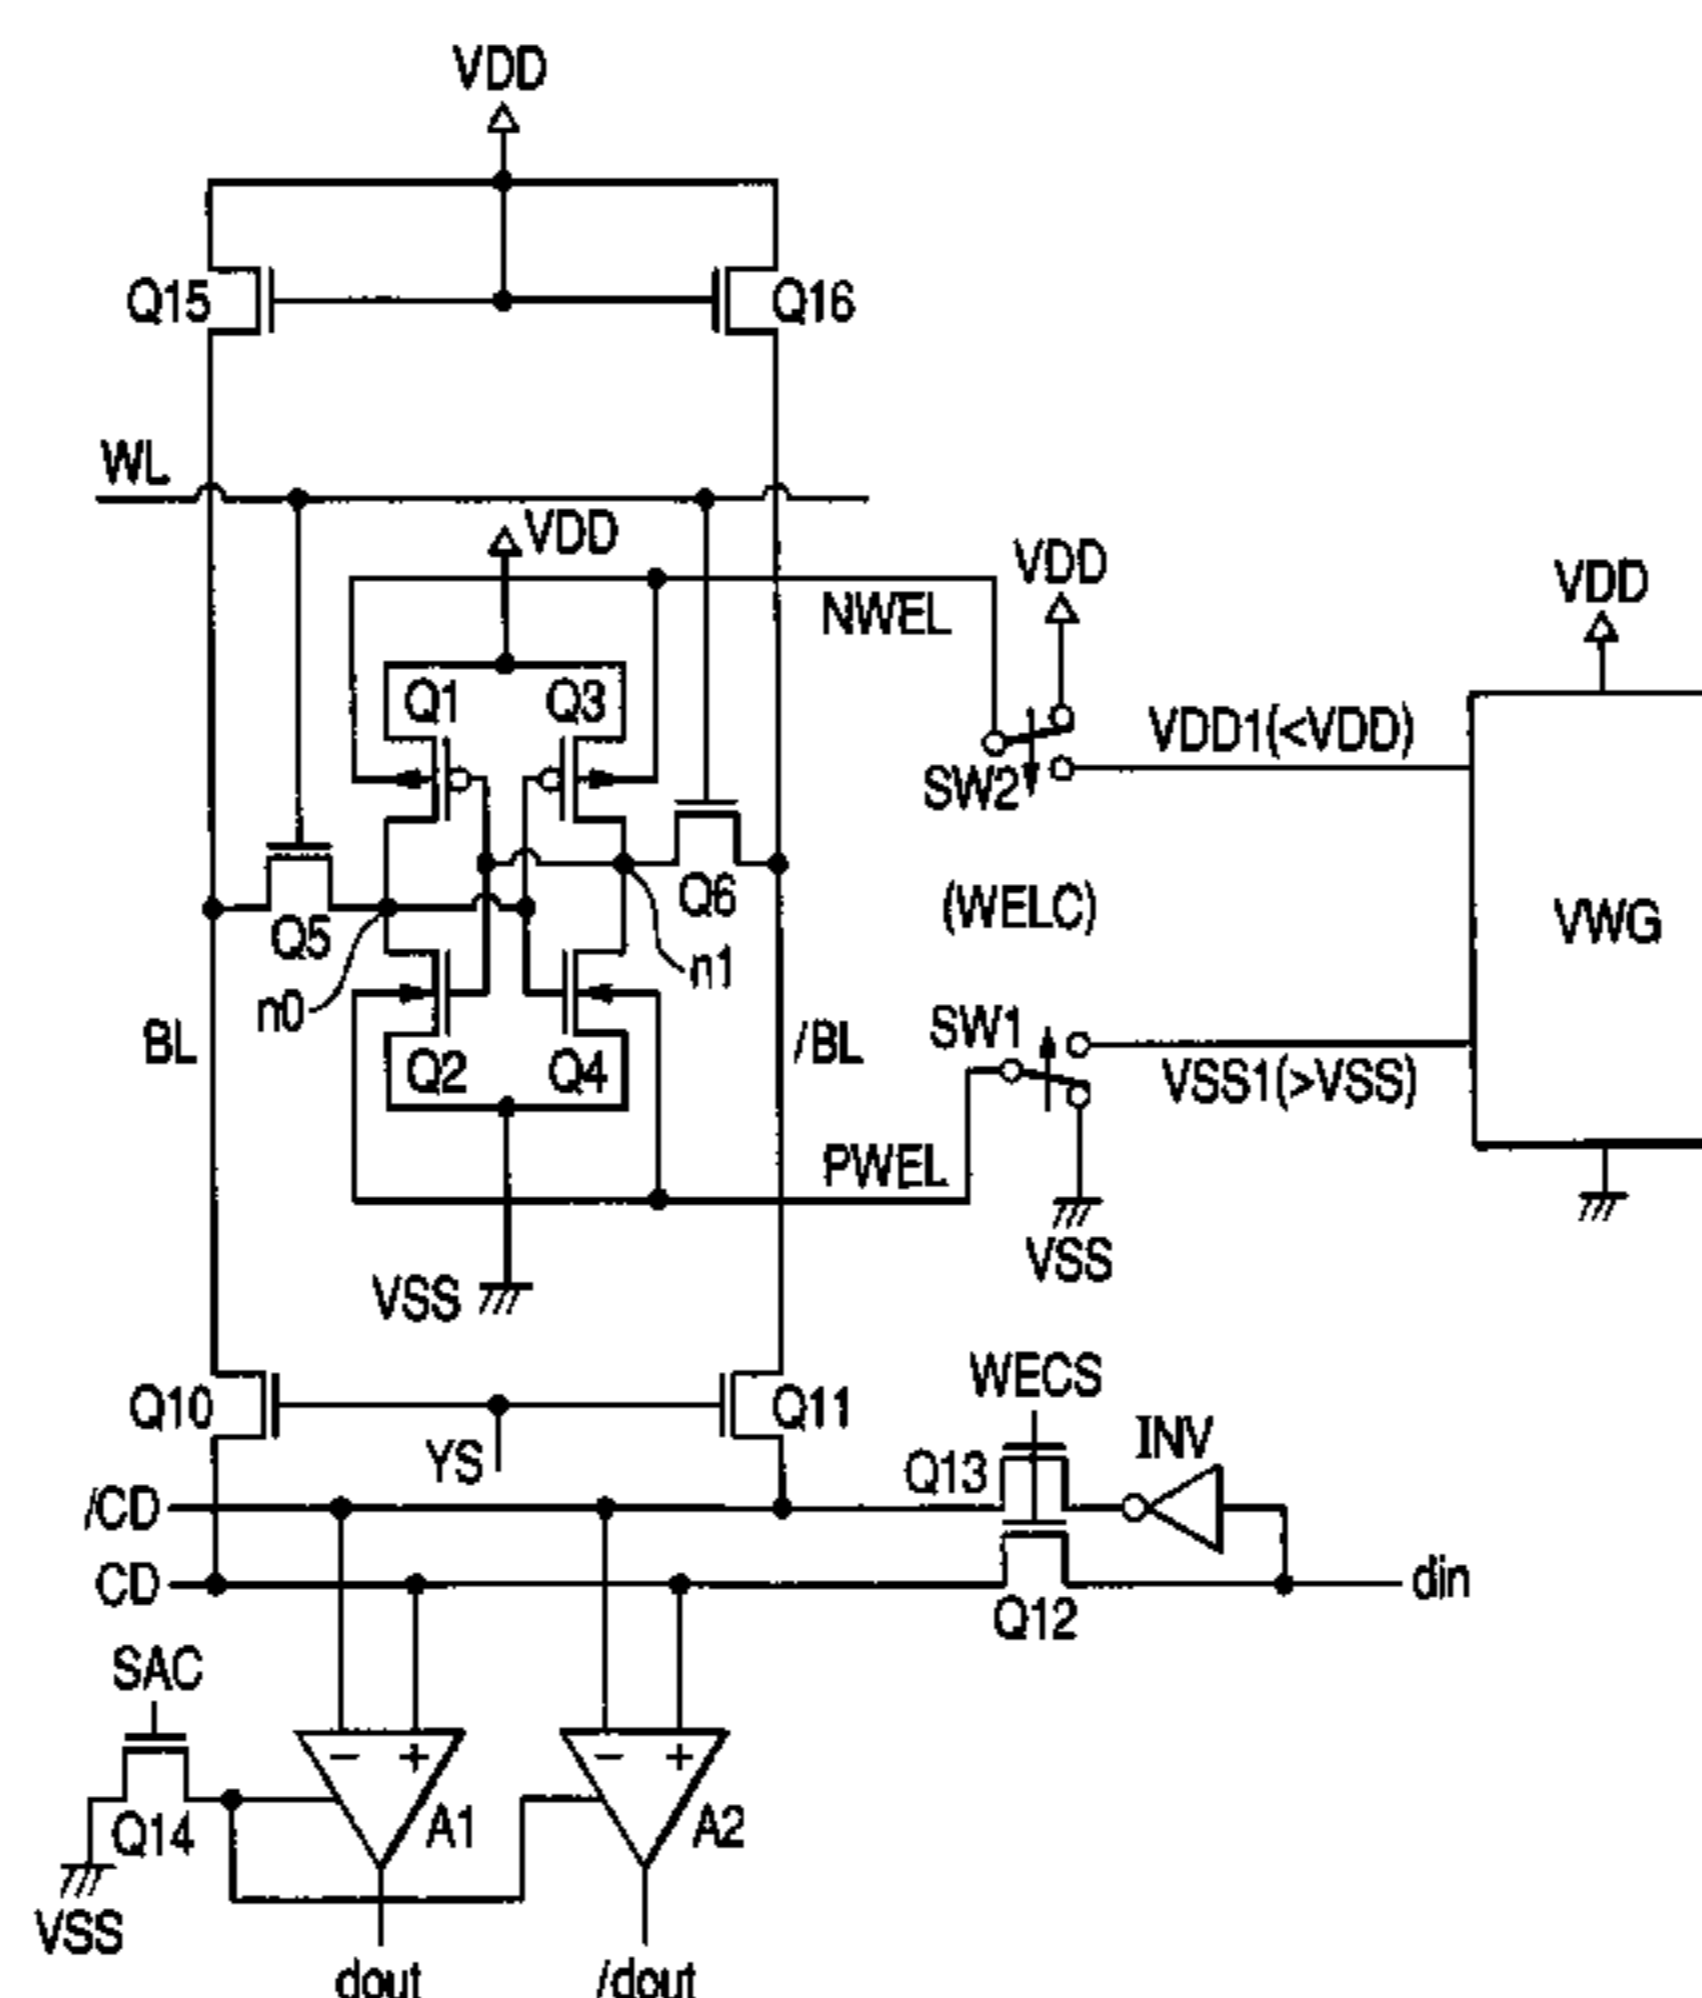 VDD
Q15
Q16
WL
VDD
NWEL
VDD
VDD
Q1
Q3
VDD1(<VDD)
SW2
Q5
Q6
(WELC)
VWG
n0
n1
BL
/BL
SW1
Q2
Q4
VSS1(>VSS)
PWEL
VSS
VSS
Q10
Q11
WECS
YS
Q13
INV
/CD
CD
din
Q12
SAC
- +
- +
Q14
A1
A2
VSS
dout
/dout